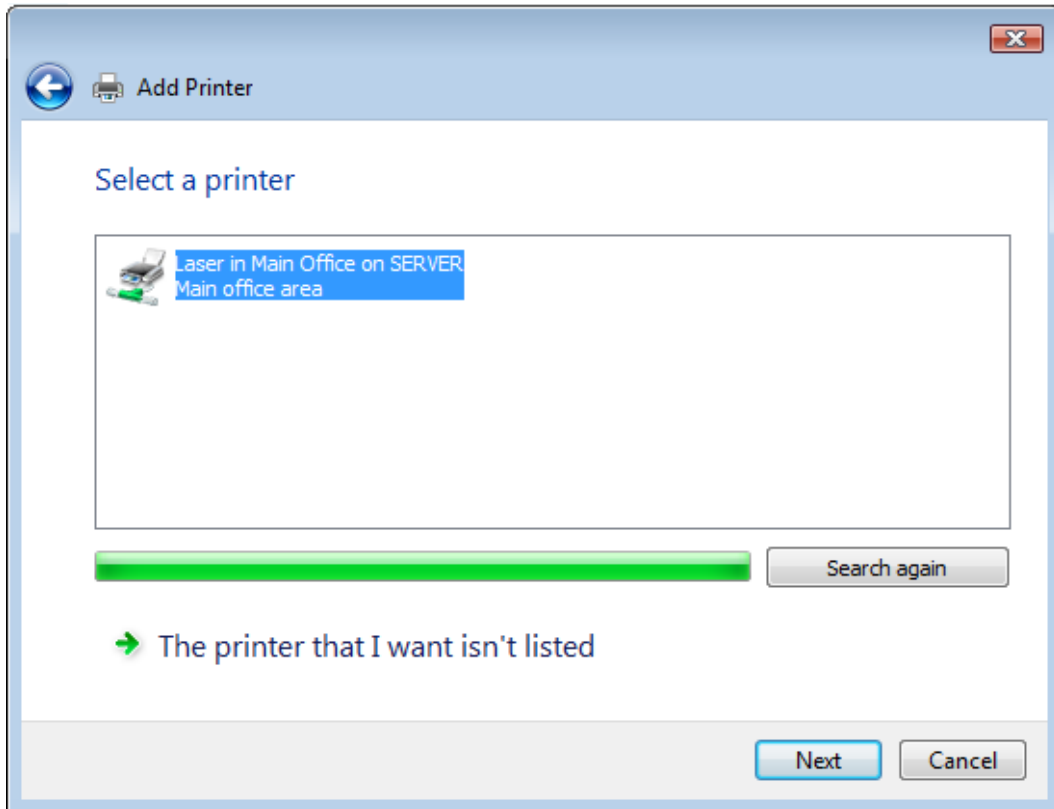 Add Printer
Select a printer
Laser in Main Office on SERVER
Main office area
Search again
The printer that I want isn't listed
Next
Cancel